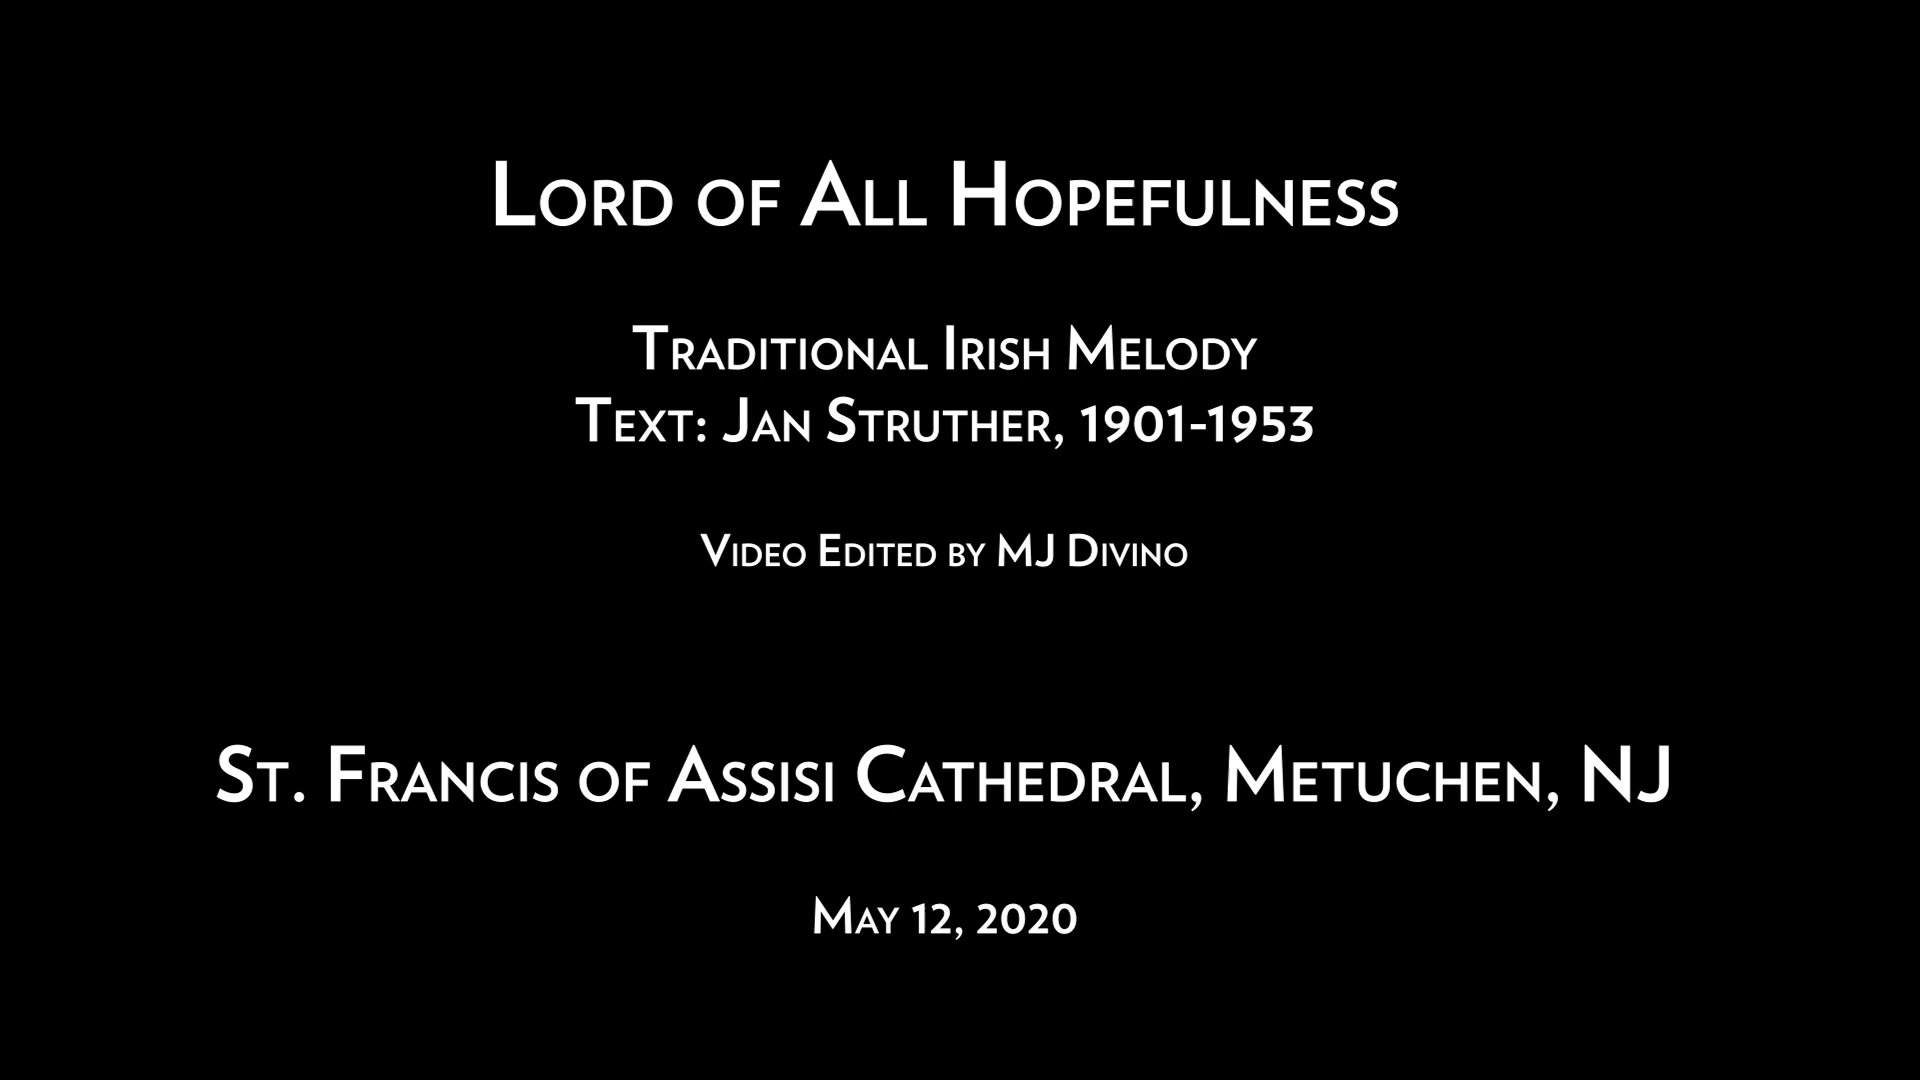 Lord of All Hopefulness
Traditional Irish Melody
Text: Jan Struther, 1901-1953
Video Edited by MJ Divino
St. Francis of Assisi Cathedral, Metuchen, NJ
May 12, 2020